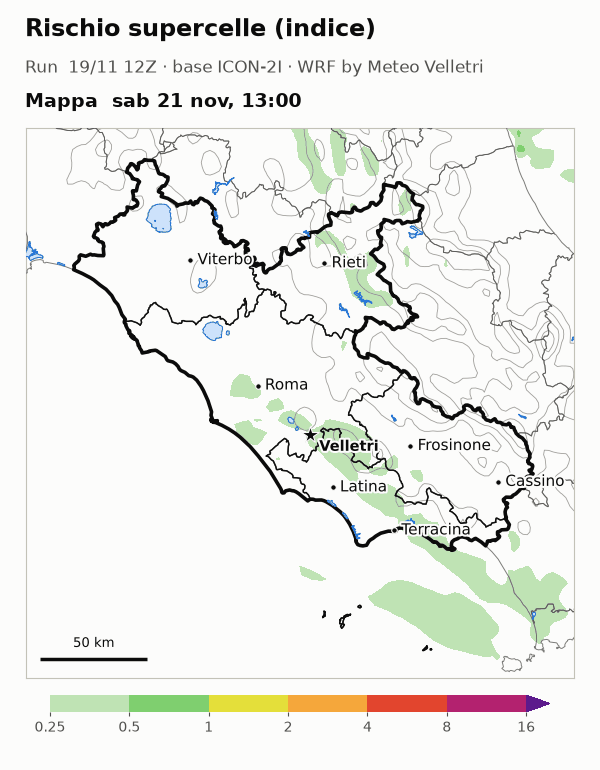 Rischio supercelle (indice)
Run 19/11 12Z · base ICON-2I · WRF by Meteo Velletri
Mappa sab 21 nov, 13:00
Viterbo
Rieti
Roma
Velletri
Frosinone
Latina
Cassino
Terracina
50 km
0.25 0.5 1 2 4 8 16